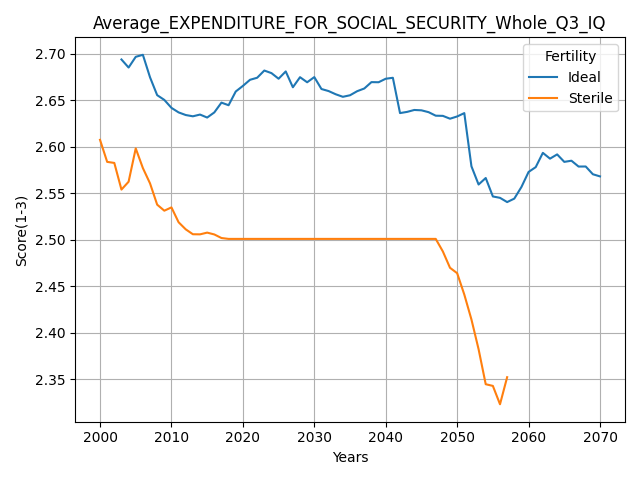 Average_EXPENDITURE_FOR_SOCIAL_SECURITY_Whole_Q3_IQ
Fertility
Ideal
Sterile
Score(1-3)
2.70
2.65
2.60
2.55
2.50
2.45
2.40
2.35
2000 2010 2020 2030 2040 2050 2060 2070
Years